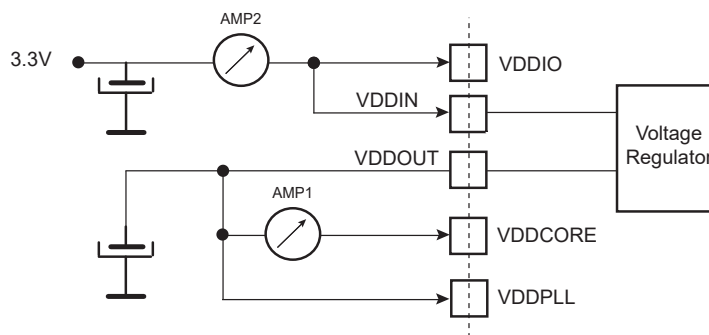 AMP2
3.3V
VDDIO
VDDIN
Voltage
Regulator
VDDOUT
AMP1
VDDCORE
VDDPLL